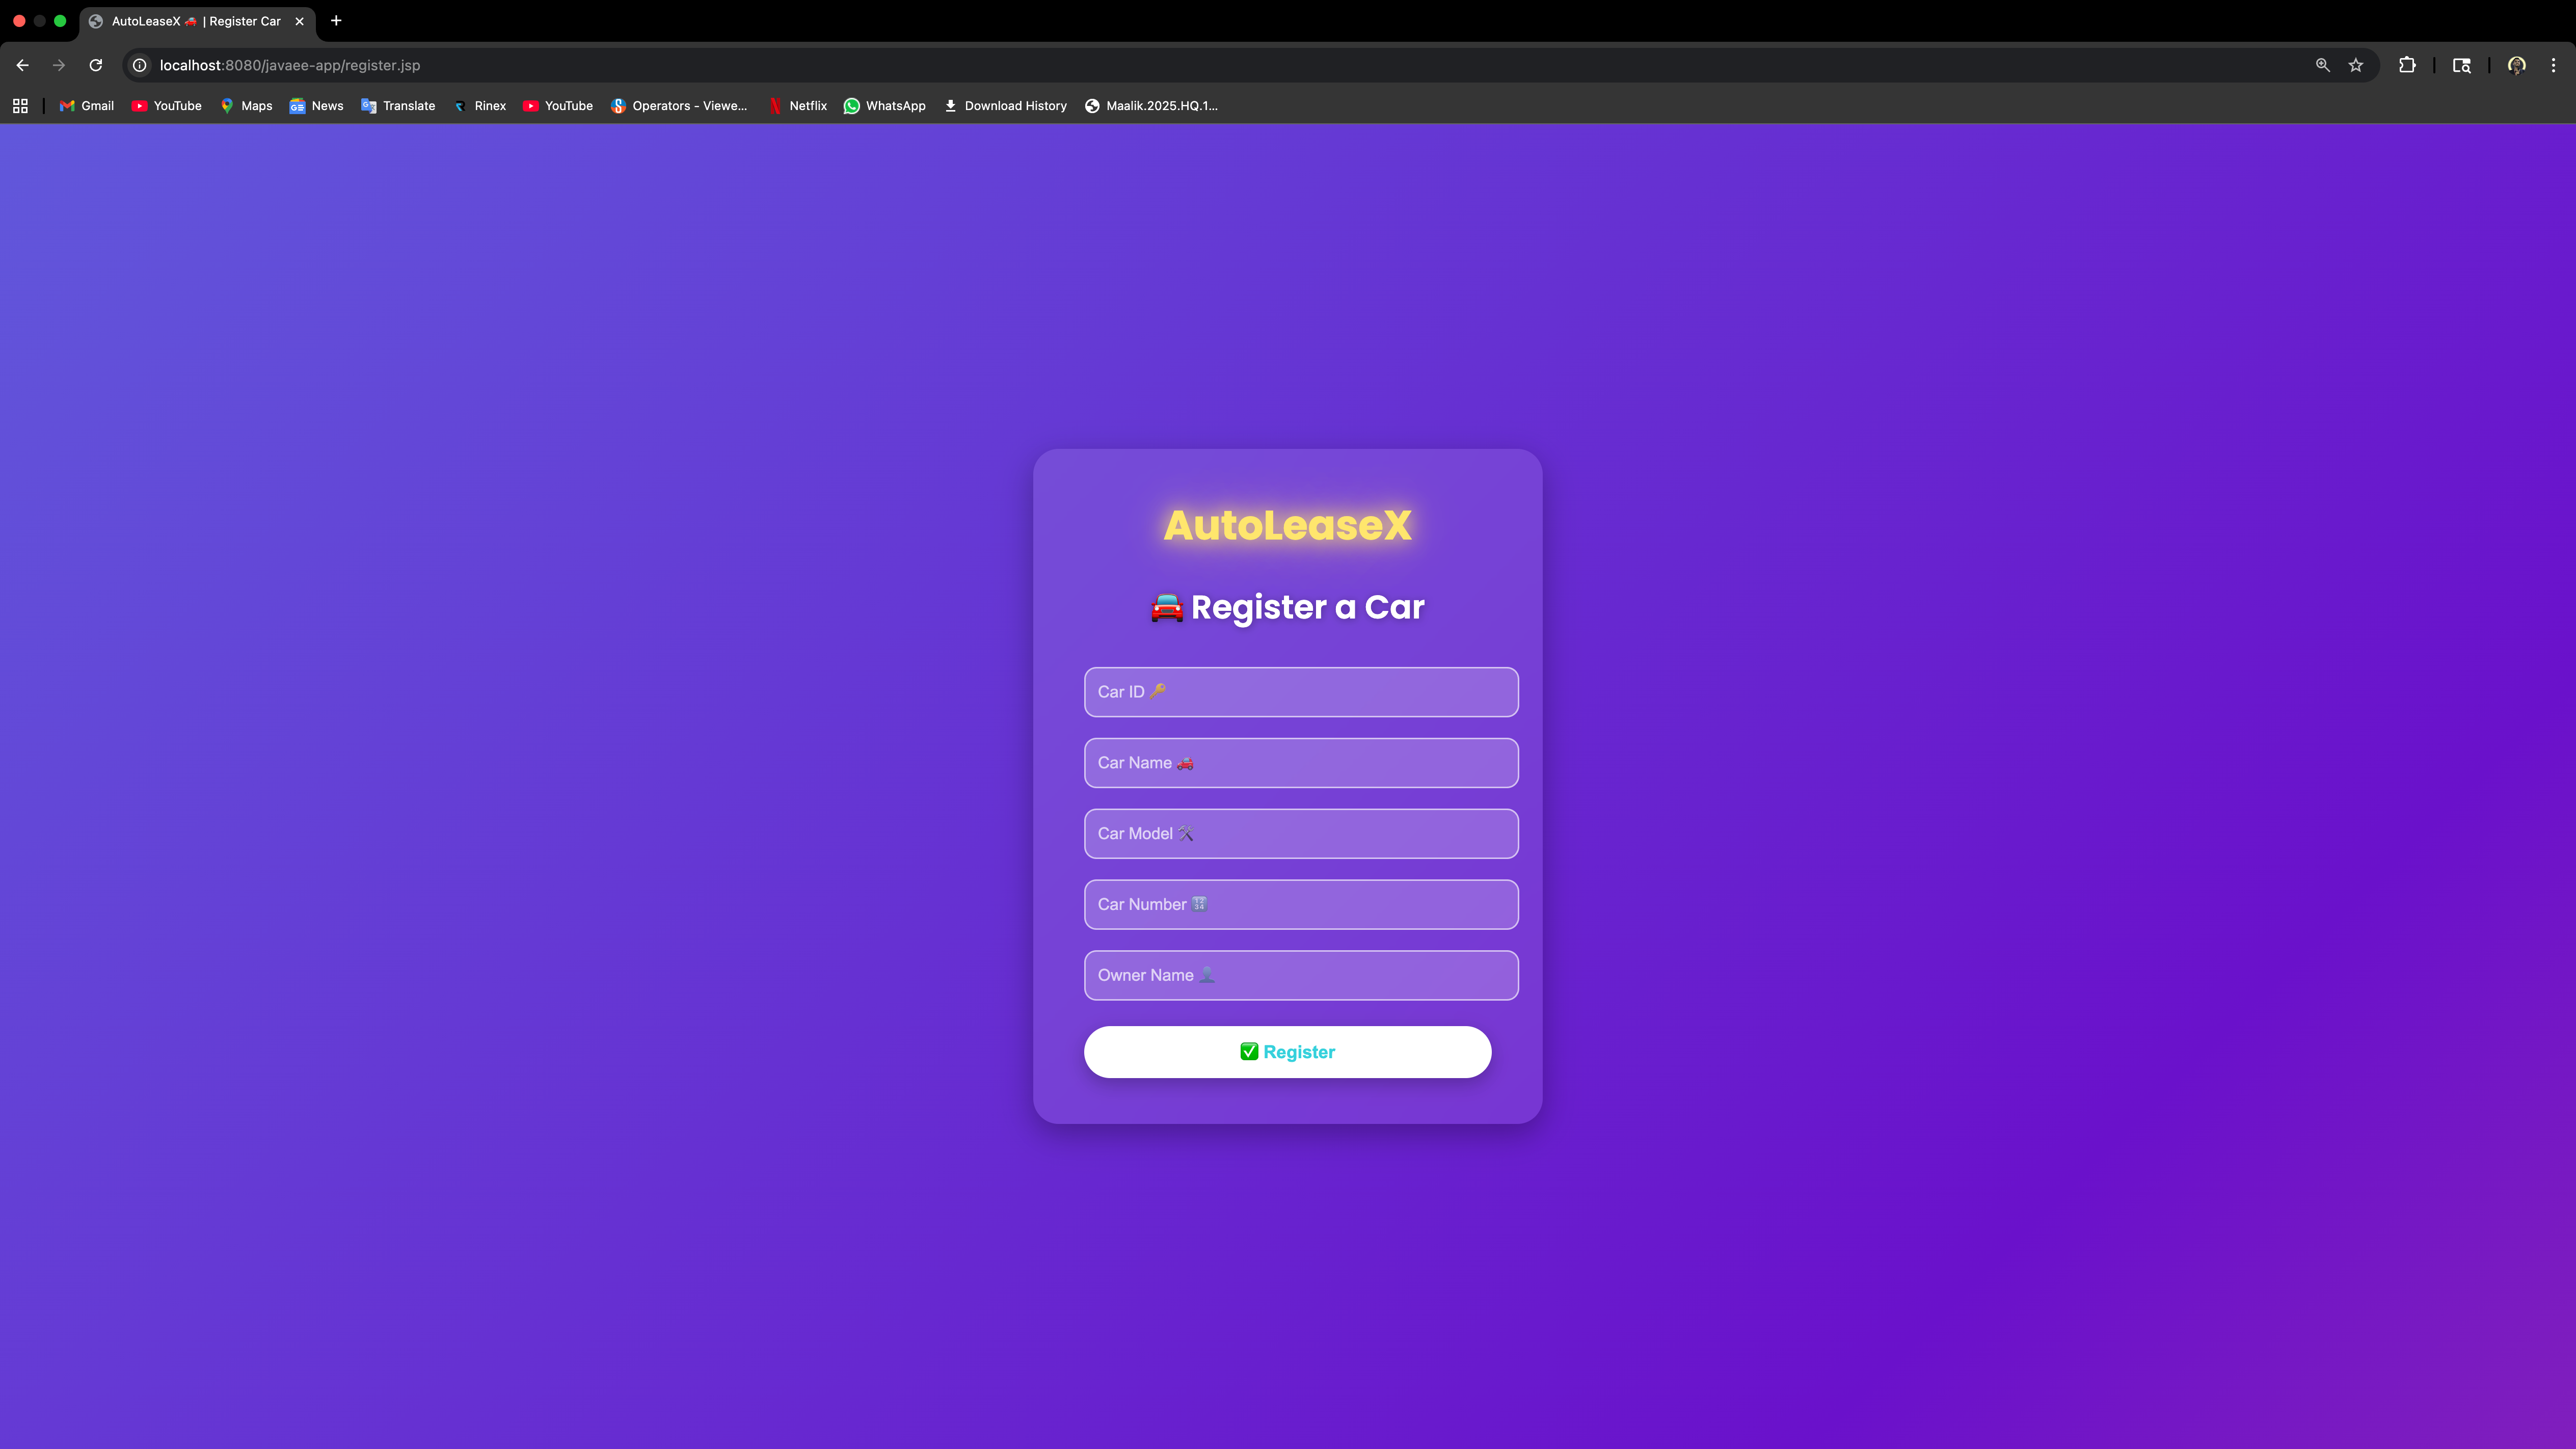 AutoLeaseX 🚗 | Register Car
localhost:8080/javaee-app/register.jsp
Gmail YouTube Maps News Translate Rinex YouTube Operators - Viewe... Netflix WhatsApp Download History Maalik.2025.HQ.1...
AutoLeaseX
🚘 Register a Car
Car ID 🔑
Car Name 🚗
Car Model 🛠️
Car Number 🔢
Owner Name 👤
✅ Register